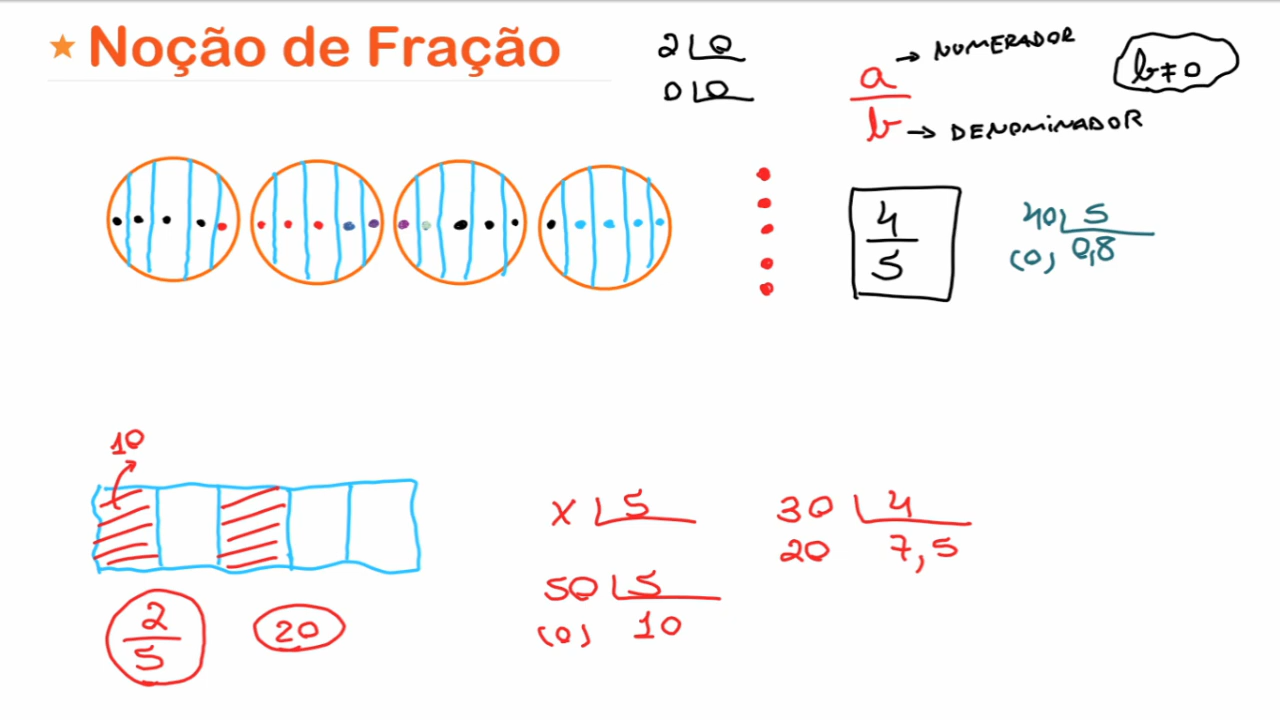 ★ Noção de Fração
2 0
0 0
a → NUMERADOR
b → DENOMINADOR
b ≠ 0
4
5
40 5
(0) 0,8
10
2
5
20
x 5
50 5
(0) 10
30 4
20 7,5